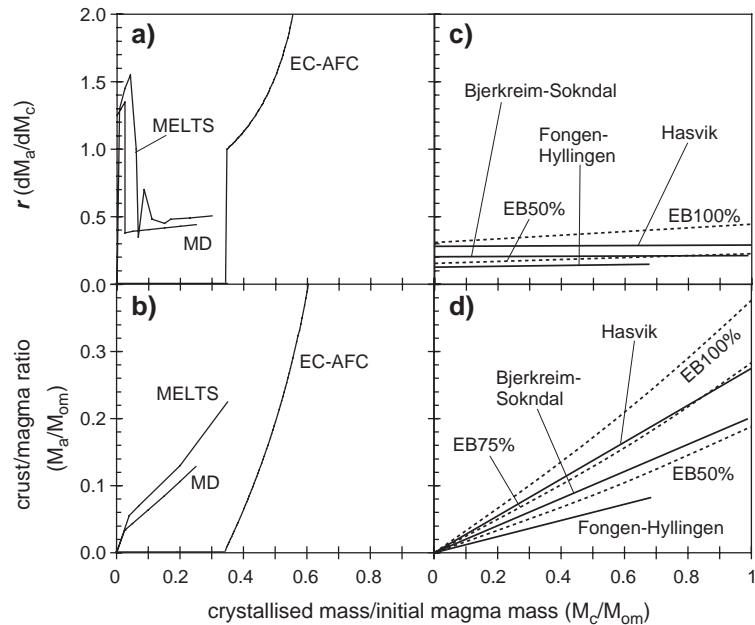 a)
2.0
1.5
1.0
0.5
0.0
r (dMa/dMc)
EC-AFC
MELTS
MD
c)
Bjerkreim-Sokndal
Fongen-
Hyllingen
Hasvik
EB50%
EB100%
b)
0.3
0.2
0.1
0.0
crust/magma ratio
(Ma/Mom)
EC-AFC
MELTS
MD
0
0.2
0.4
0.6
0.8
d)
Hasvik
EB100%
Bjerkreim-
Sokndal
EB75%
EB50%
Fongen-Hyllingen
0
0.2
0.4
0.6
0.8
1
crystallised mass/initial magma mass (Mc/Mom)